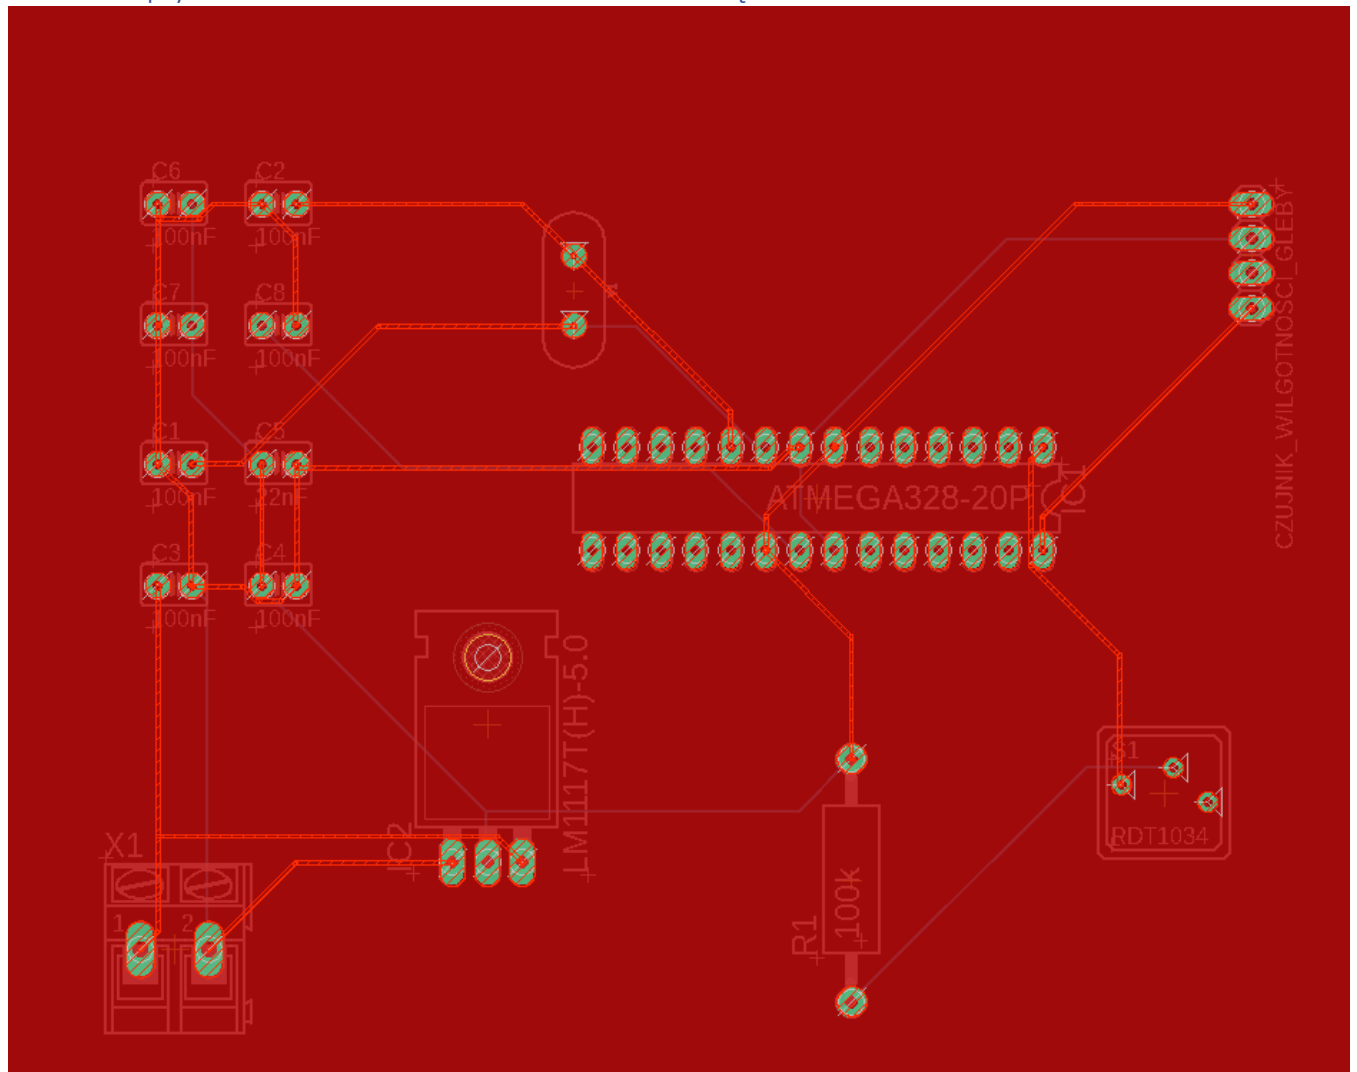 C6
C2
100nF
100nF
C7
C8
100nF
100nF
C1
C5
100nF
22nF
C3
C4
100nF
100nF
ATMEGA328-20P
IC1
CZUJNIK_WILGOTNOSCI_GLEBY
LM1117T(H)-5.0
IC2
X1
1
2
R1
100k
S1
RDT1034